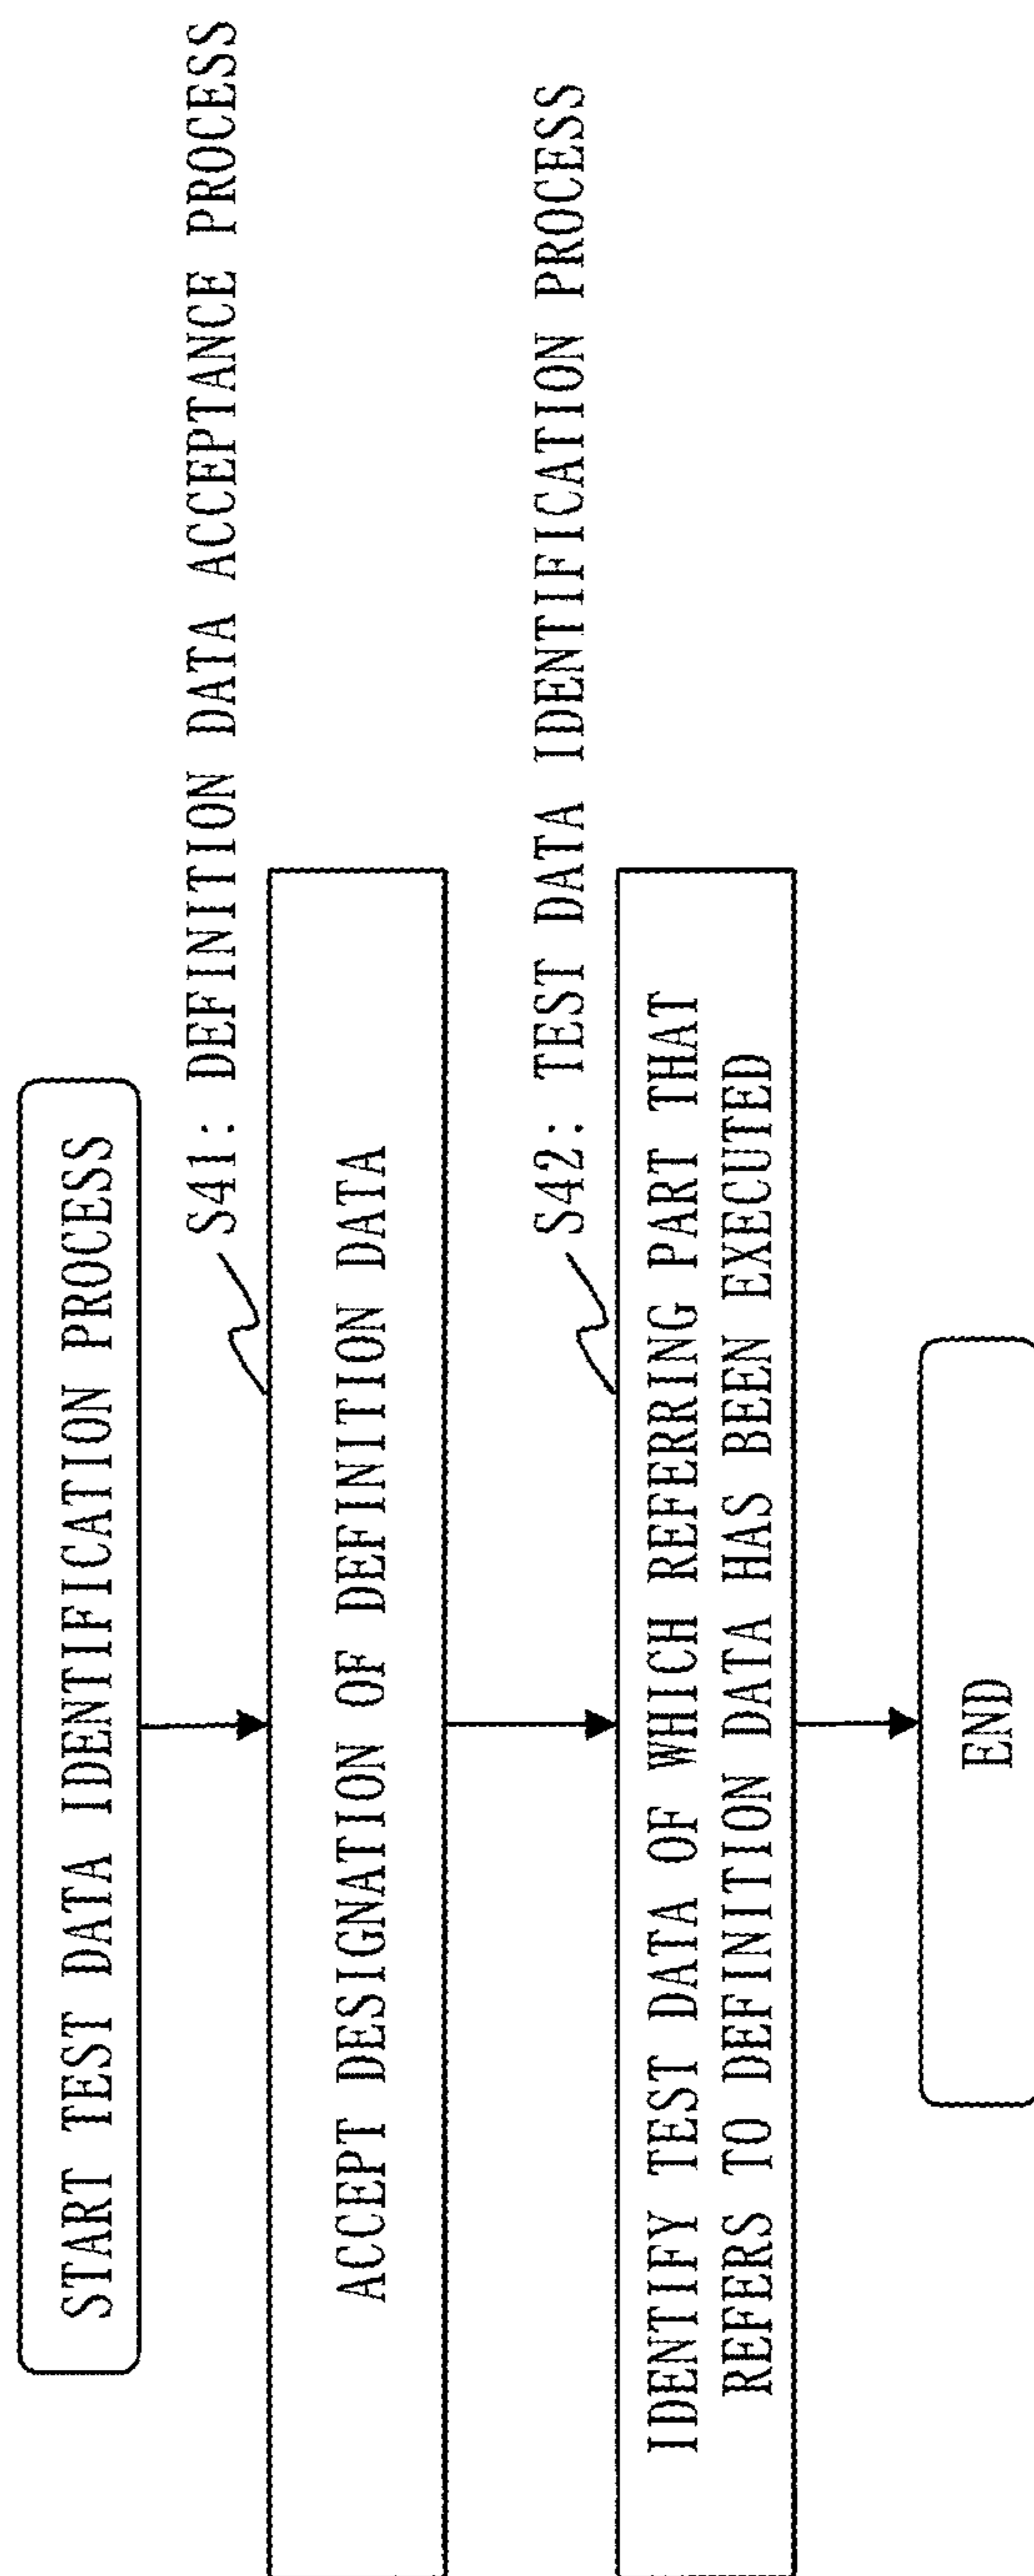 START TEST DATA IDENTIFICATION PROCESS
S41: DEFINITION DATA ACCEPTANCE PROCESS
ACCEPT DESIGNATION OF DEFINITION DATA
S42: TEST DATA IDENTIFICATION PROCESS
IDENTIFY TEST DATA OF WHICH REFERRING PART THAT
REFERS TO DEFINITION DATA HAS BEEN EXECUTED
END